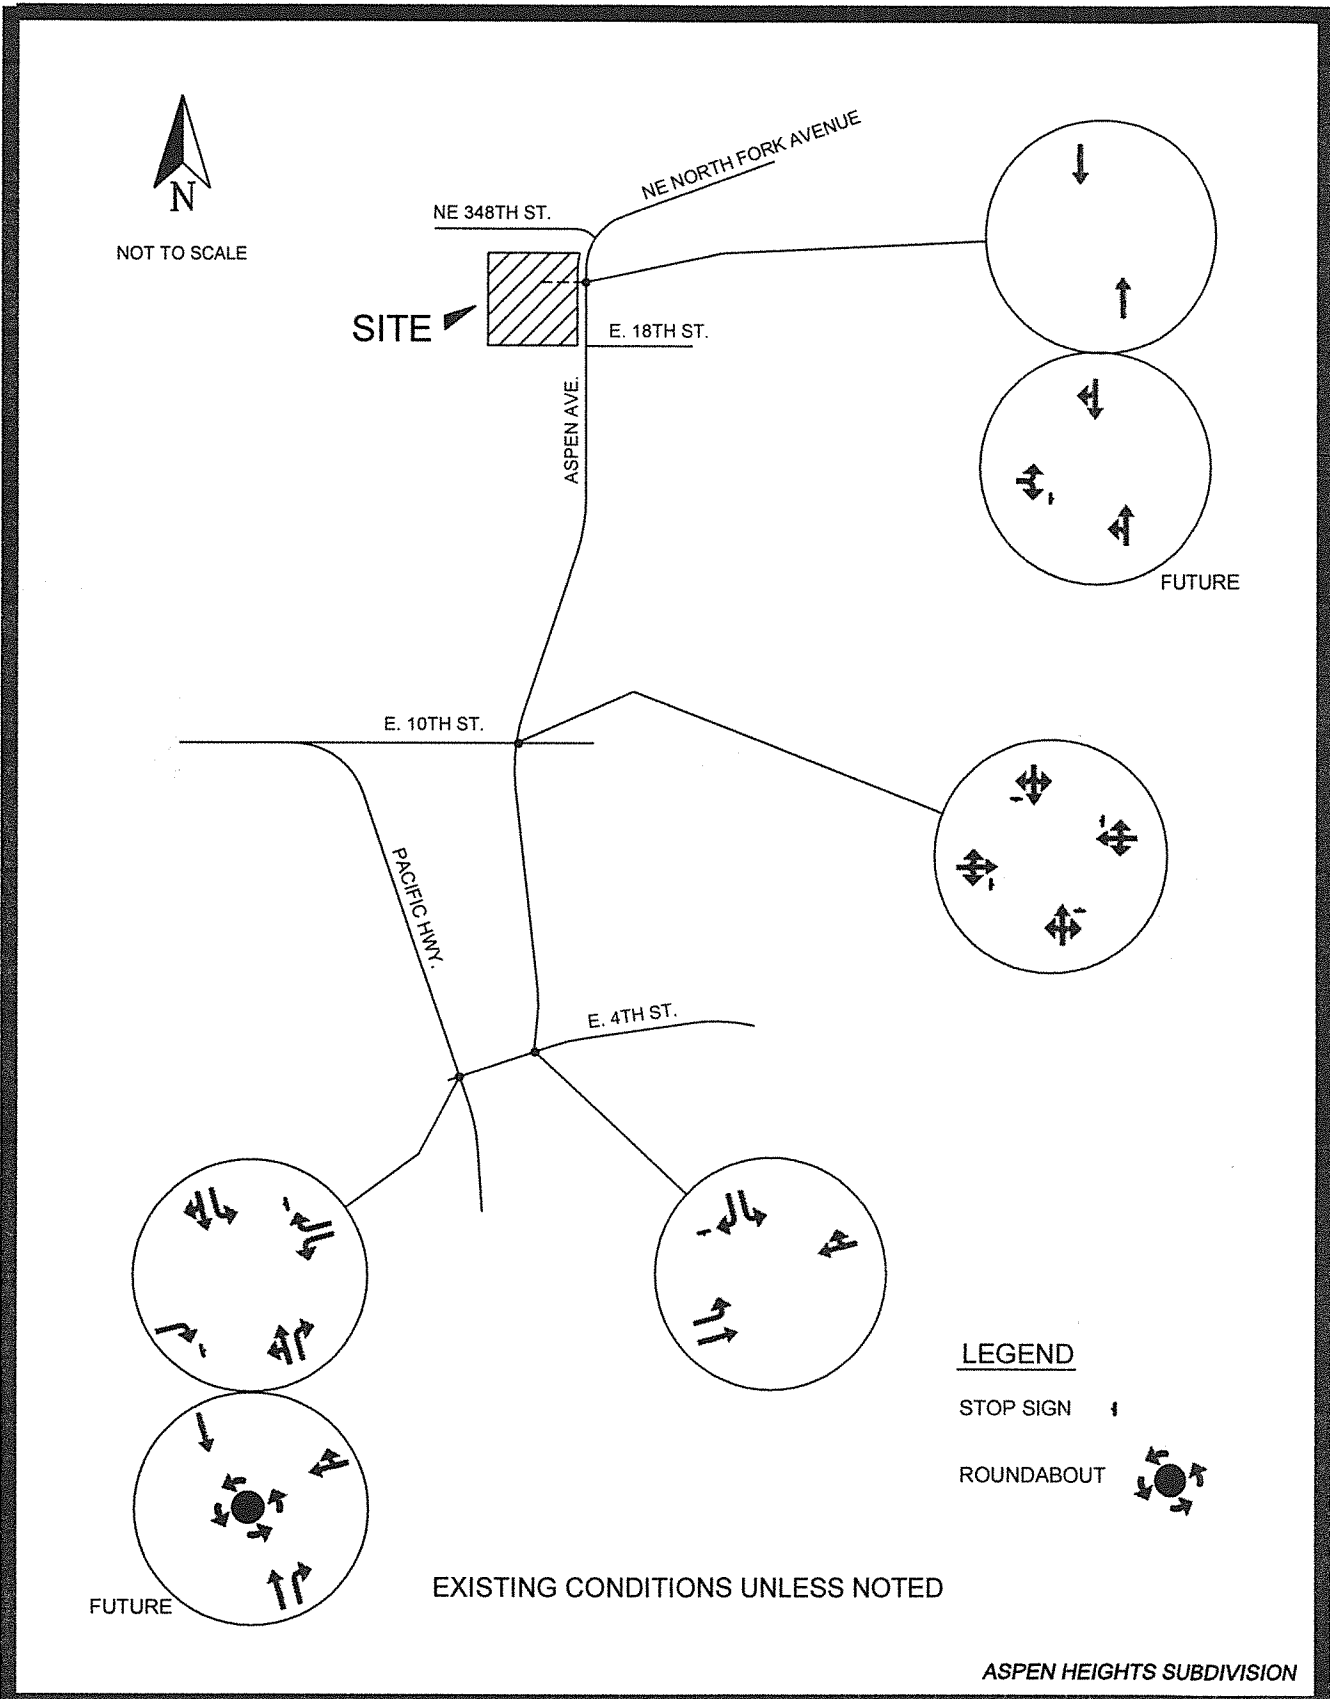 NE NORTH FORK AVENUE
N
NE 348TH ST.
NOT TO SCALE
SITE
E. 18TH ST.
ASPEN AVE.
FUTURE
E. 10TH ST.
PACIFIC HWY.
E. 4TH ST.
LEGEND
STOP SIGN
ROUNDABOUT
FUTURE
EXISTING CONDITIONS UNLESS NOTED
ASPEN HEIGHTS SUBDIVISION